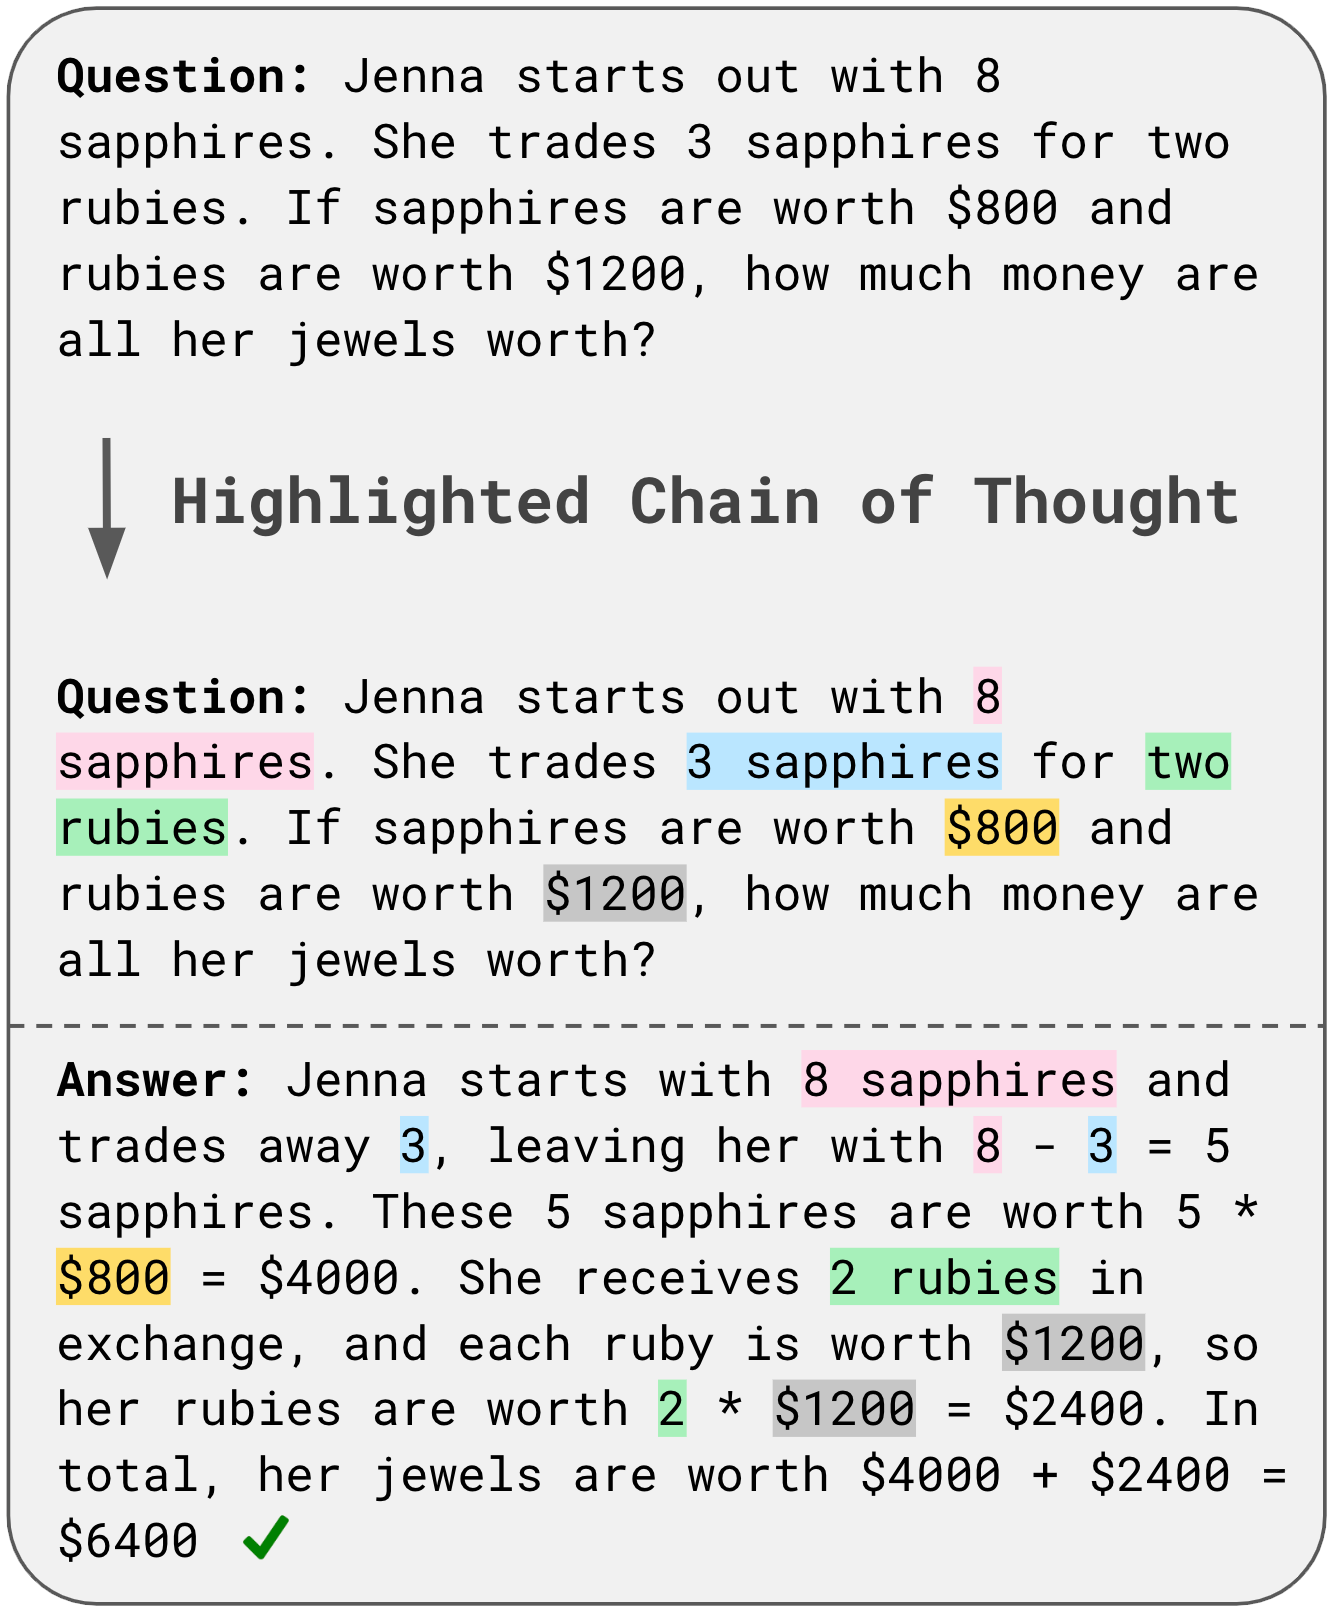 Question: Jenna starts out with 8
sapphires. She trades 3 sapphires for two
rubies. If sapphires are worth $800 and
rubies are worth $1200, how much money are
all her jewels worth?
Highlighted Chain of Thought
Question: Jenna starts out with 8
sapphires. She trades 3 sapphires for two
rubies. If sapphires are worth $800 and
rubies are worth $1200, how much money are
all her jewels worth?
Answer: Jenna starts with 8 sapphires and
trades away 3, leaving her with 8 - 3 = 5
sapphires. These 5 sapphires are worth 5 *
$800 = $4000. She receives 2 rubies in
exchange, and each ruby is worth $1200, so
her rubies are worth 2 * $1200 = $2400. In
total, her jewels are worth $4000 + $2400 =
$6400